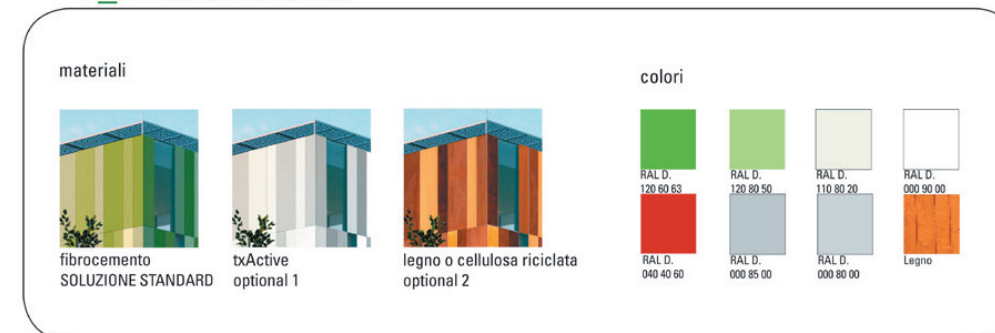 materiali
fibrocemento
SOLUZIONE STANDARD
txActive
optional 1
legno o cellulosa riciclata
optional 2
colori
RAL D.
120 60 63
RAL D.
120 80 50
RAL D.
110 80 20
RAL D.
000 90 00
RAL D.
040 40 60
RAL D.
000 85 00
RAL D.
000 80 00
Legno